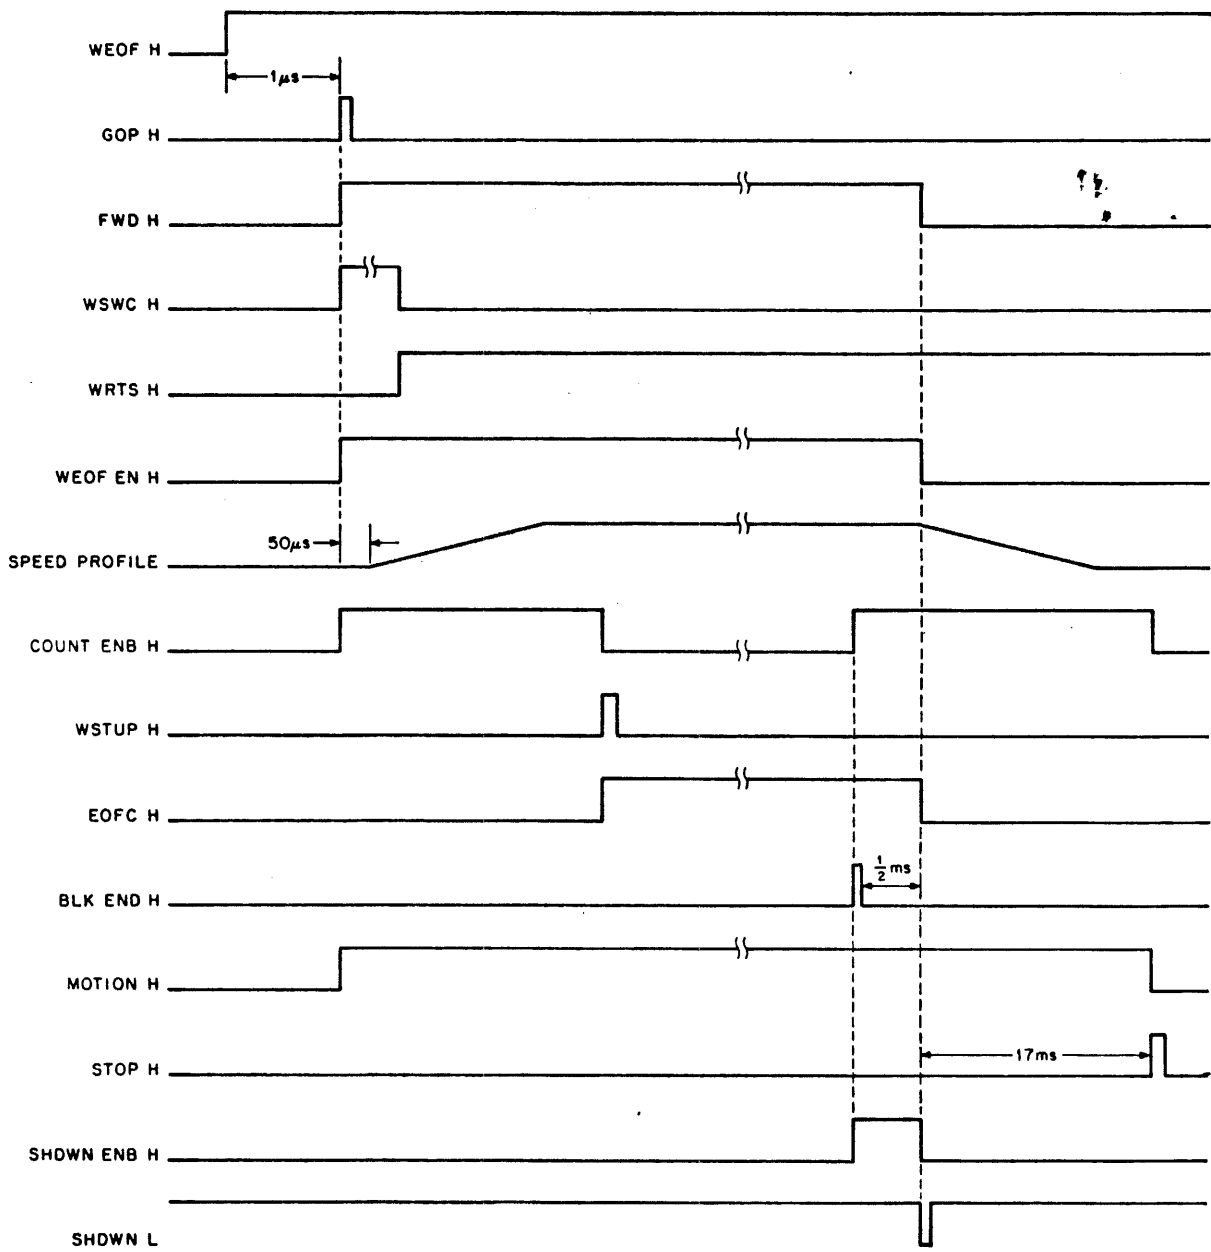 WEOF H
1μs
GOP H
FWD H
WSWC H
WRTS H
WEOF EN H
50μs
SPEED PROFILE
COUNT ENB H
WSTUP H
EOFC H
1/2 ms
BLK END H
MOTION H
17ms
STOP H
SHDWN ENB H
SHDWN L